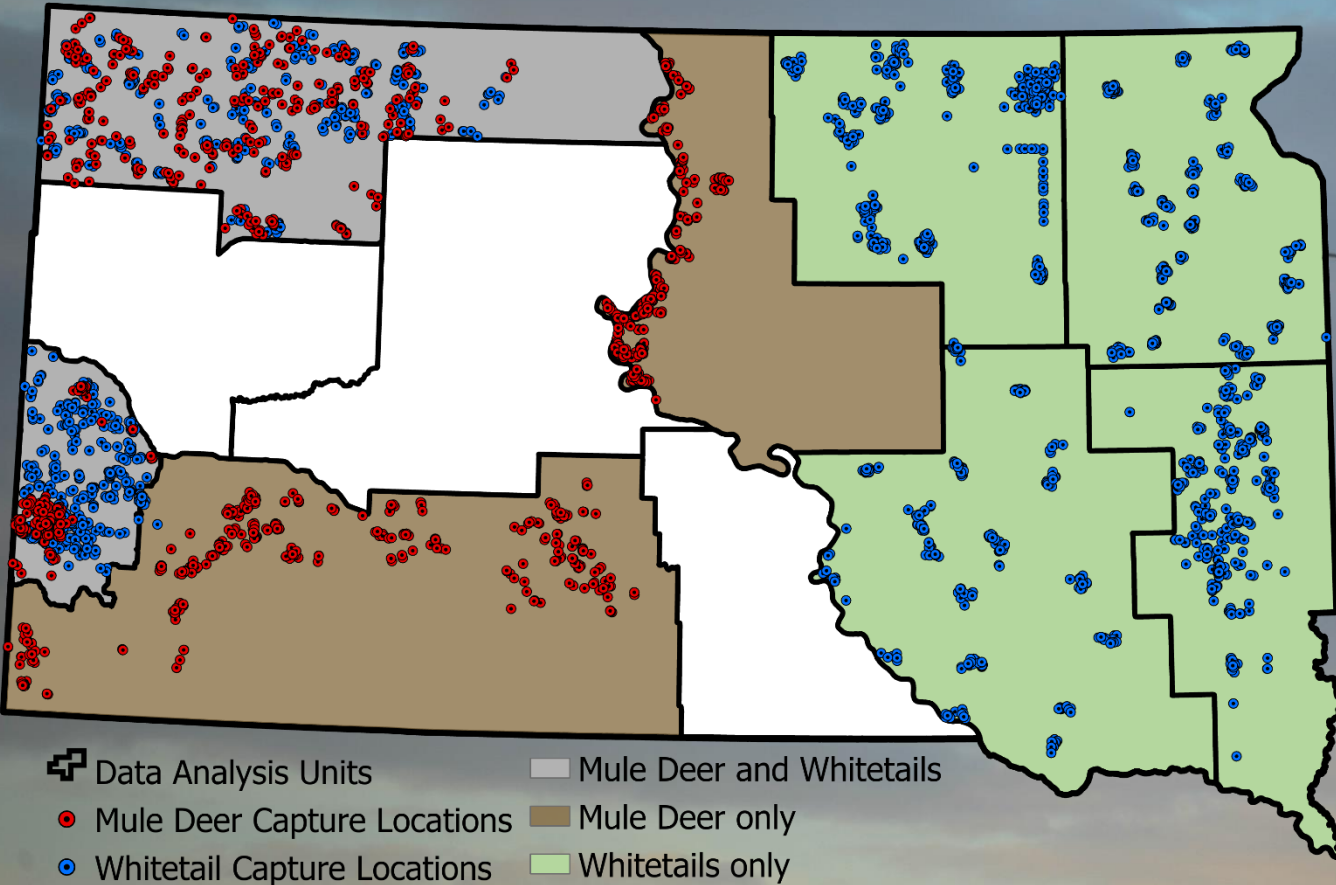 Data Analysis Units
Mule Deer Capture Locations
Whitetail Capture Locations
Mule Deer and Whitetails
Mule Deer only
Whitetails only